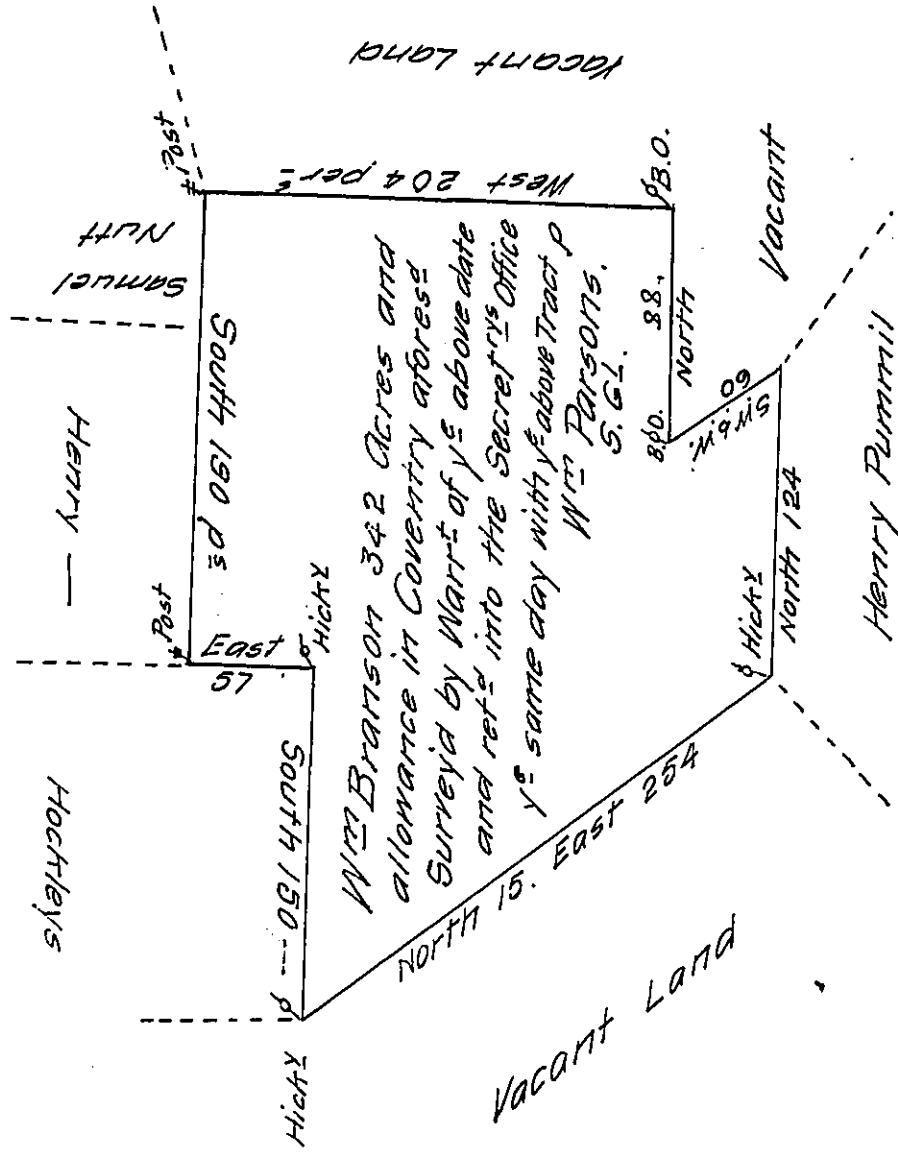 Vacant Land
Post
Samuel
Nutt
West 204 perˢ
B.O.
Vacant
South 190 pˢ
88.
North
B.O.
S.W.b.W.
60
Henry —
Wᵐ Branson 342 Acres and
allowance in Coventry aforesᵈ
Surveyd by Warrᵗ of yᵉ above date
and retᵈ into the Secretʳʸˢ Office
yᵉ same day with yᵉ above Tract p
Wᵐ Parsons.
S. Gl.
Post
East
57
Hickʸ
Hickʸ
North 124
Henry Pummil
South 150 ---
North 15. East 254
Hockleys
Hickʸ
Vacant Land